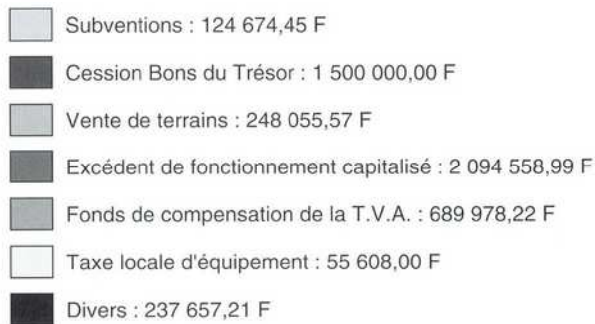 Subventions : 124 674,45 F
Cession Bons du Trésor : 1 500 000,00 F
Vente de terrains : 248 055,57 F
Excédent de fonctionnement capitalisé : 2 094 558,99 F
Fonds de compensation de la T.V.A. : 689 978,22 F
Taxe locale d'équipement : 55 608,00 F
Divers : 237 657,21 F